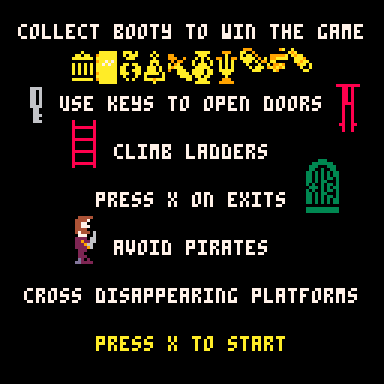 COLLECT BOOTY TO WIN THE GAME
USE KEYS TO OPEN DOORS
CLIMB LADDERS
PRESS X ON EXITS
AVOID PIRATES
CROSS DISAPPEARING PLATFORMS
PRESS X TO START